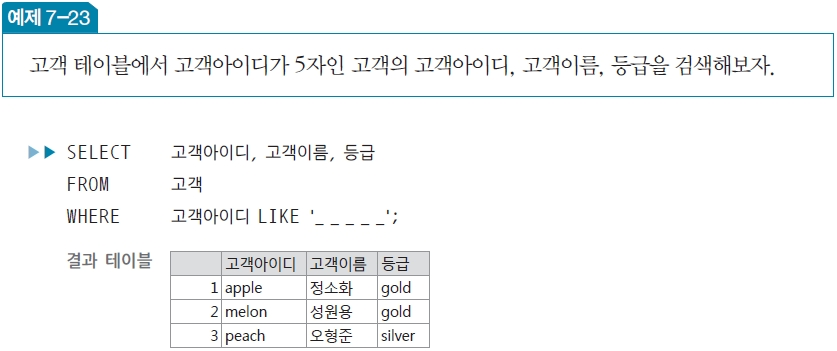 예제 7-23
고객 테이블에서 고객아이디가 5자인 고객의 고객아이디, 고객이름, 등급을 검색해보자.
▶▶ SELECT 고객아이디, 고객이름, 등급
FROM 고객
WHERE 고객아이디 LIKE '_ _ _ _ _';
결과 테이블
고객아이디 고객이름 등급
1 apple 정소화 gold
2 melon 성원용 gold
3 peach 오형준 silver